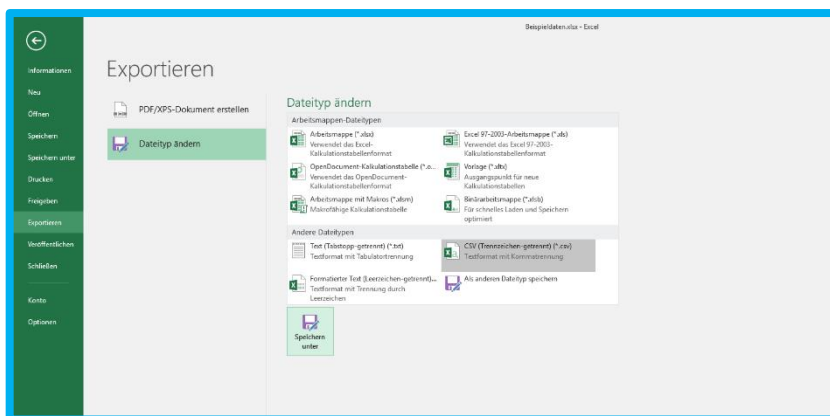 Beispieldaten.xlsx - Excel
Informationen
Neu
Öffnen
Speichern
Speichern unter
Drucken
Freigeben
Exportieren
Veröffentlichen
Schließen
Konto
Optionen
Exportieren
PDF/XPS-Dokument erstellen
Dateityp ändern
Dateityp ändern
Arbeitsmappen-Dateitypen
Arbeitsmappe (*.xlsx)
Verwendet das Excel-
Kalkulationstabellenformat
Excel 97-2003-Arbeitsmappe (*.xls)
Verwendet das Excel 97-2003-
Kalkulationstabellenformat
OpenDocument-Kalkulationstabelle (*.o...
Verwendet das OpenDocument-
Kalkulationstabellenformat
Vorlage (*.xltx)
Ausgangspunkt für neue
Kalkulationstabellen
Arbeitsmappe mit Makros (*.xlsm)
Makrofähige Kalkulationstabelle
Binärarbeitsmappe (*.xlsb)
Für schnelles Laden und Speichern
optimiert
Andere Dateitypen
Text (Tabstopp-getrennt) (*.txt)
Textformat mit Tabulatortrennung
CSV (Trennzeichen-getrennt) (*.csv)
Textformat mit Kommatrennung
Formatierter Text (Leerzeichen-getrennt)...
Textformat mit Trennung durch
Leerzeichen
Als anderen Dateityp speichern
Speichern
unter